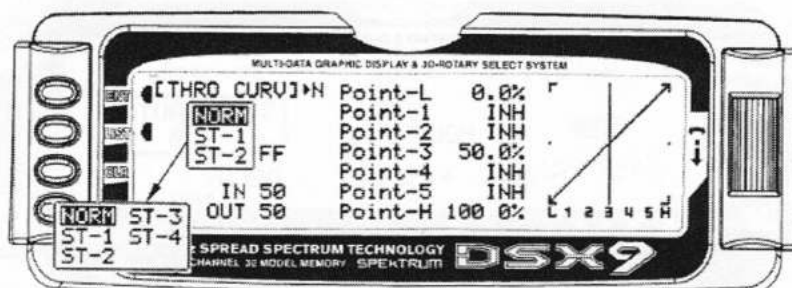 MULTI-DATA GRAPHIC DISPLAY & 3D-ROTARY SELECT SYSTEM
ENT
LIST
CLR
[THRO CURV]▸N
NORM
ST-1
ST-2 FF
IN 50
OUT 50
Point-L 0.0%
Point-1 INH
Point-2 INH
Point-3 50.0%
Point-4 INH
Point-5 INH
Point-H 100 0%
L 1 2 3 4 5 H
NORM ST-3
ST-1 ST-4
ST-2
SPREAD SPECTRUM TECHNOLOGY
CHANNEL 30 MODEL MEMORY SPEKTRUM DSX9